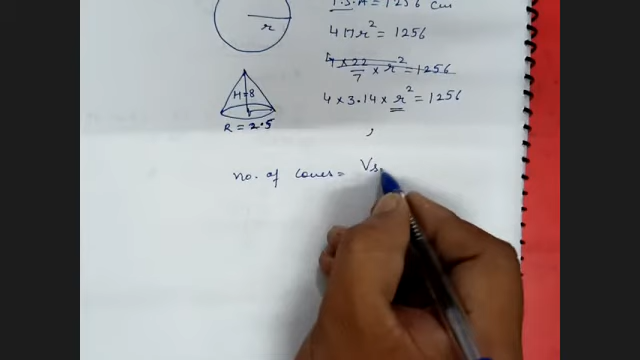 T.S.A = 1256 cm
r
4πr² = 1256
4 × 22/7 × r² = 1256
H=8
4 × 3.14 × r² = 1256
R = 2.5
,
no. of cones = Vs